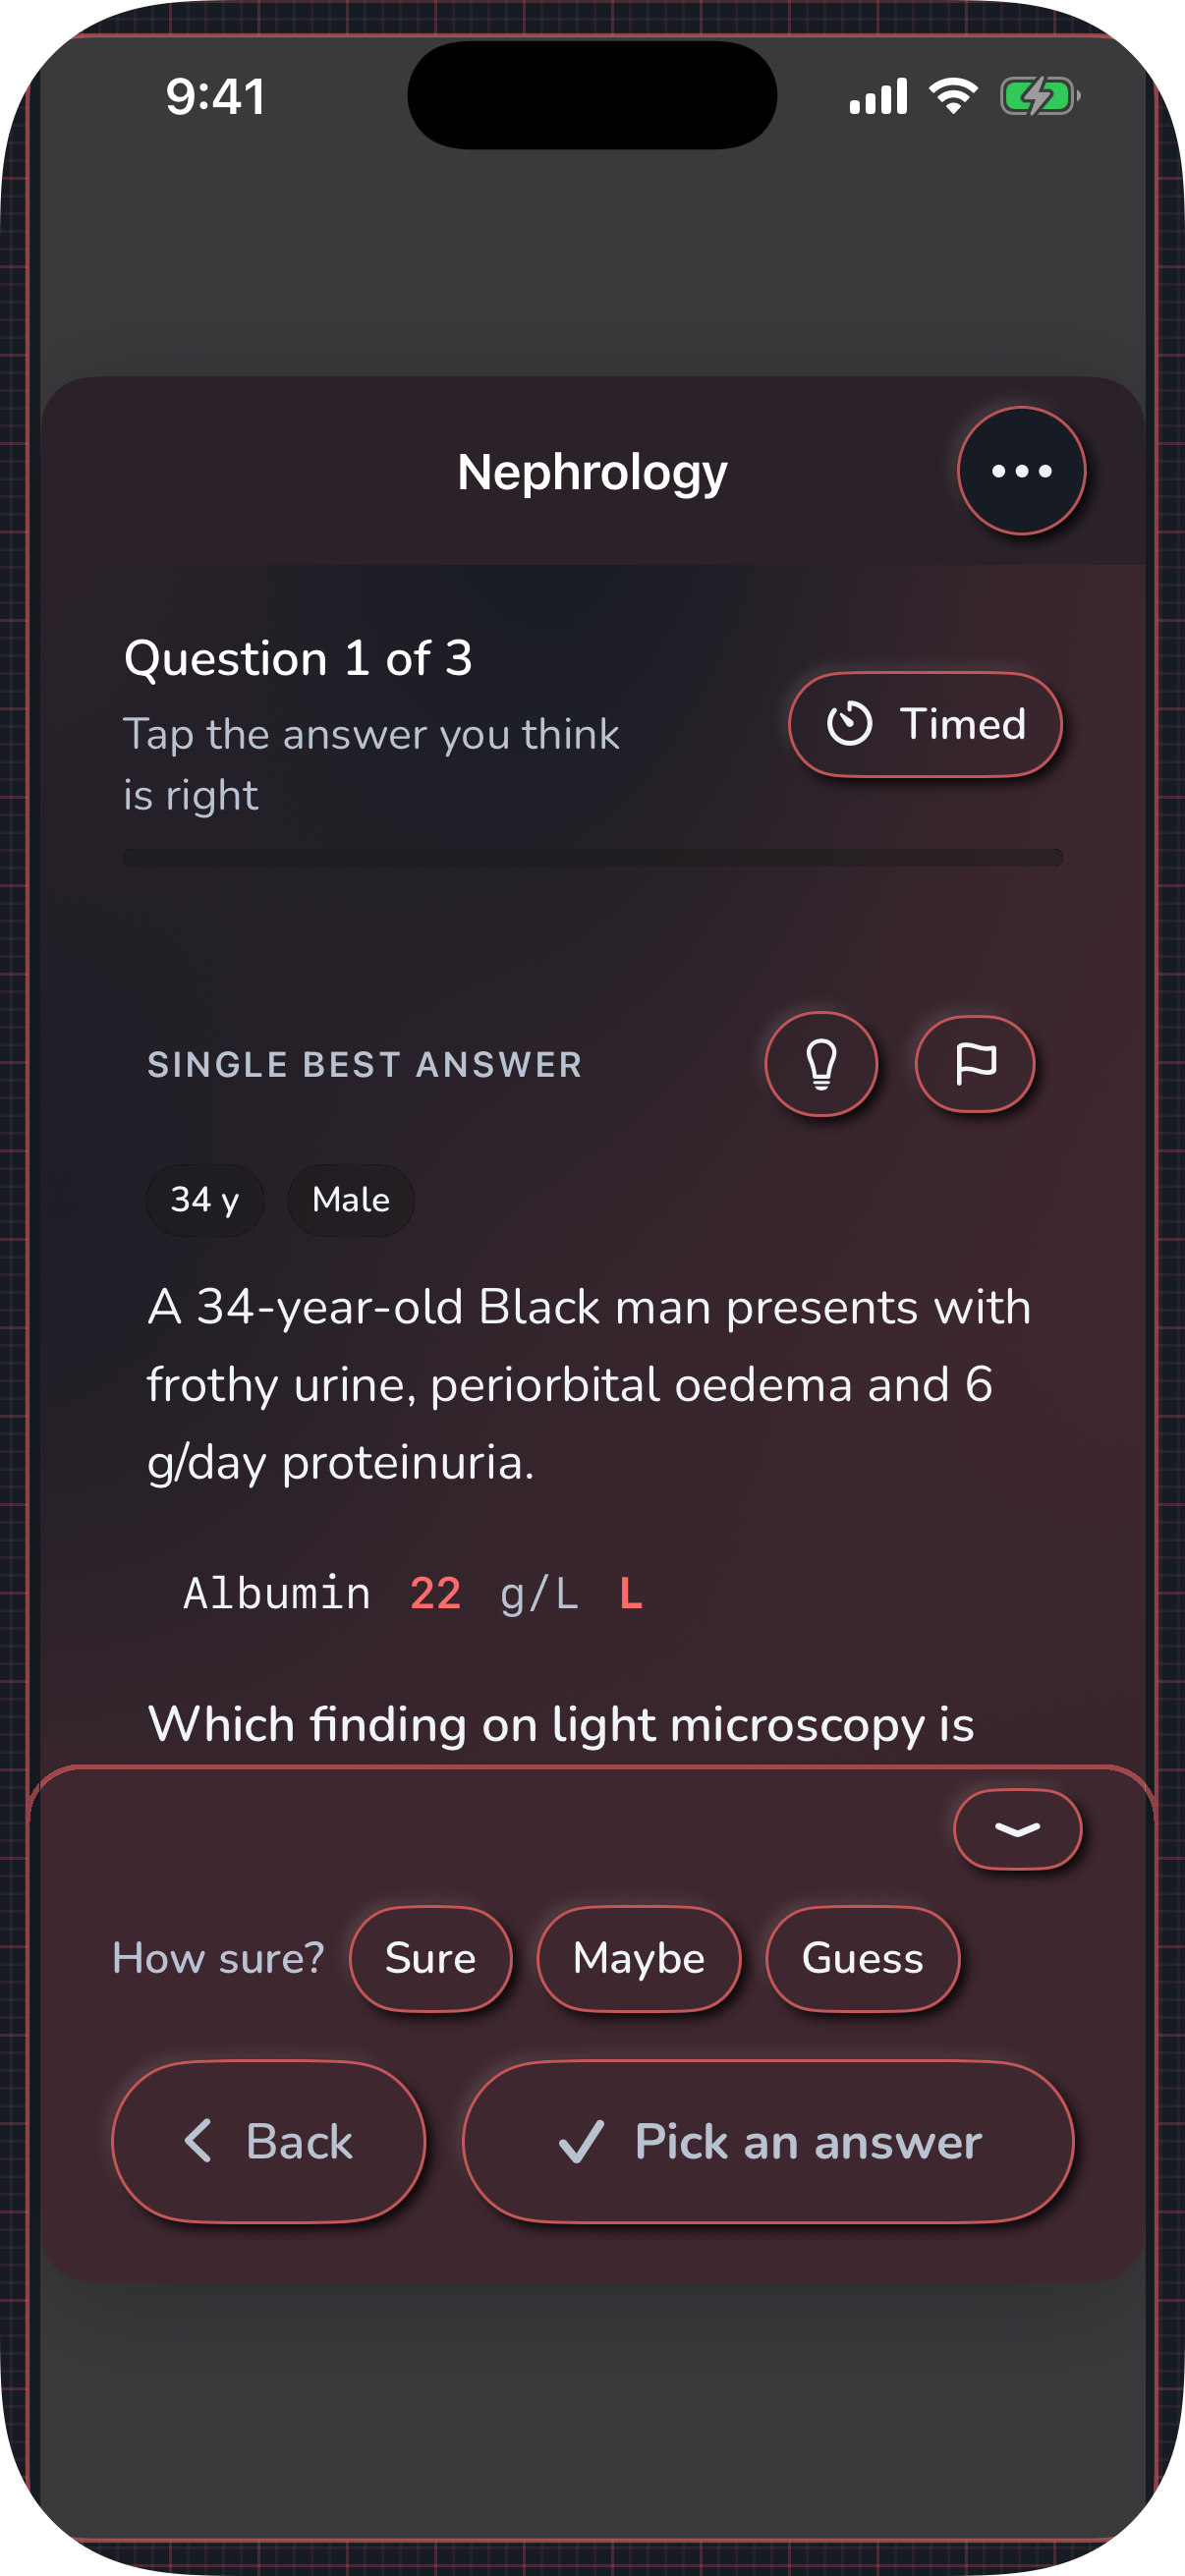 9:41
Nephrology
Question 1 of 3
Tap the answer you think
is right
Timed
SINGLE BEST ANSWER
34 y
Male
A 34-year-old Black man presents with
frothy urine, periorbital oedema and 6
g/day proteinuria.
Albumin 22 g/L L
Which finding on light microscopy is
How sure? Sure Maybe Guess
Back
Pick an answer